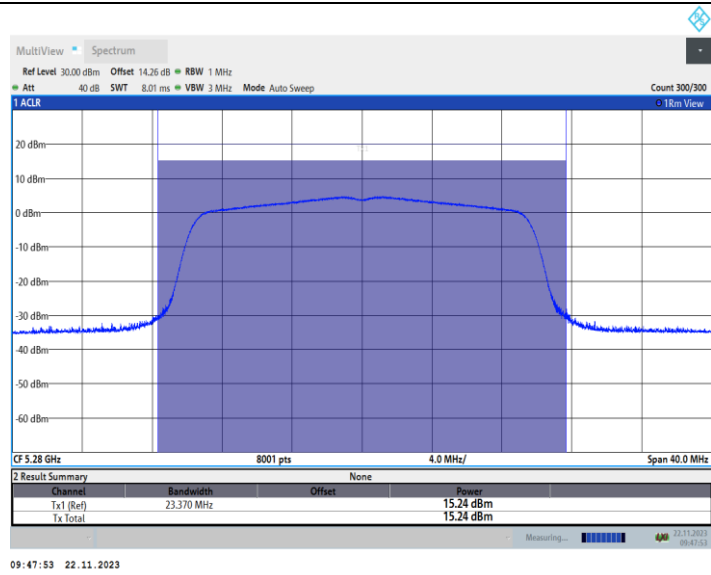 MultiView Spectrum
Ref Level 30.00 dBm Offset 14.26 dB RBW 1 MHz
Att 40 dB SWT 8.01 ms VBW 3 MHz Mode Auto Sweep Count 300/300
1 ACLR 1Rm View
20 dBm
10 dBm
0 dBm
-10 dBm
-20 dBm
-30 dBm
-40 dBm
-50 dBm
-60 dBm
CF 5.28 GHz 8001 pts 4.0 MHz/ Span 40.0 MHz
2 Result Summary None
Channel Bandwidth Offset Power
Tx1 (Ref) 23.370 MHz 15.24 dBm
Tx Total 15.24 dBm
Measuring... 22.11.2023
09:47:53
09:47:53 22.11.2023